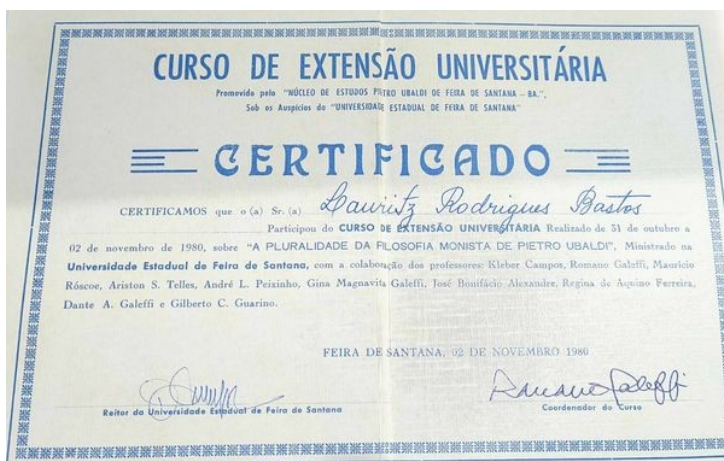 CURSO DE EXTENSÃO UNIVERSITÁRIA
Promovido pelo "NÚCLEO DE ESTUDOS PIETRO UBALDI DE FEIRA DE SANTANA – BA.",
Sob os Auspícios da "UNIVERSIDADE ESTADUAL DE FEIRA DE SANTANA"
CERTIFICADO
CERTIFICAMOS que o (a) Sr. (a) Lauritz Rodrigues Bastos
Participou do CURSO DE EXTENSÃO UNIVERSITÁRIA Realizado de 31 de outubro a
02 de novembro de 1980, sobre "A PLURALIDADE DA FILOSOFIA MONISTA DE PIETRO UBALDI", Ministrado na
Universidade Estadual de Feira de Santana, com a colaboração dos professores: Kleber Campos, Romano Galeffi, Maurício
Róscoe, Ariston S. Telles, André L. Peixinho, Gina Magnavita Galeffi, José Bonifácio Alexandre, Regina de Aquino Ferreira,
Dante A. Galeffi e Gilberto C. Guarino.
FEIRA DE SANTANA, 02 DE NOVEMBRO 1980
Romano Galeffi
Reitor da Universidade Estadual de Feira de Santana
Coordenador do Curso